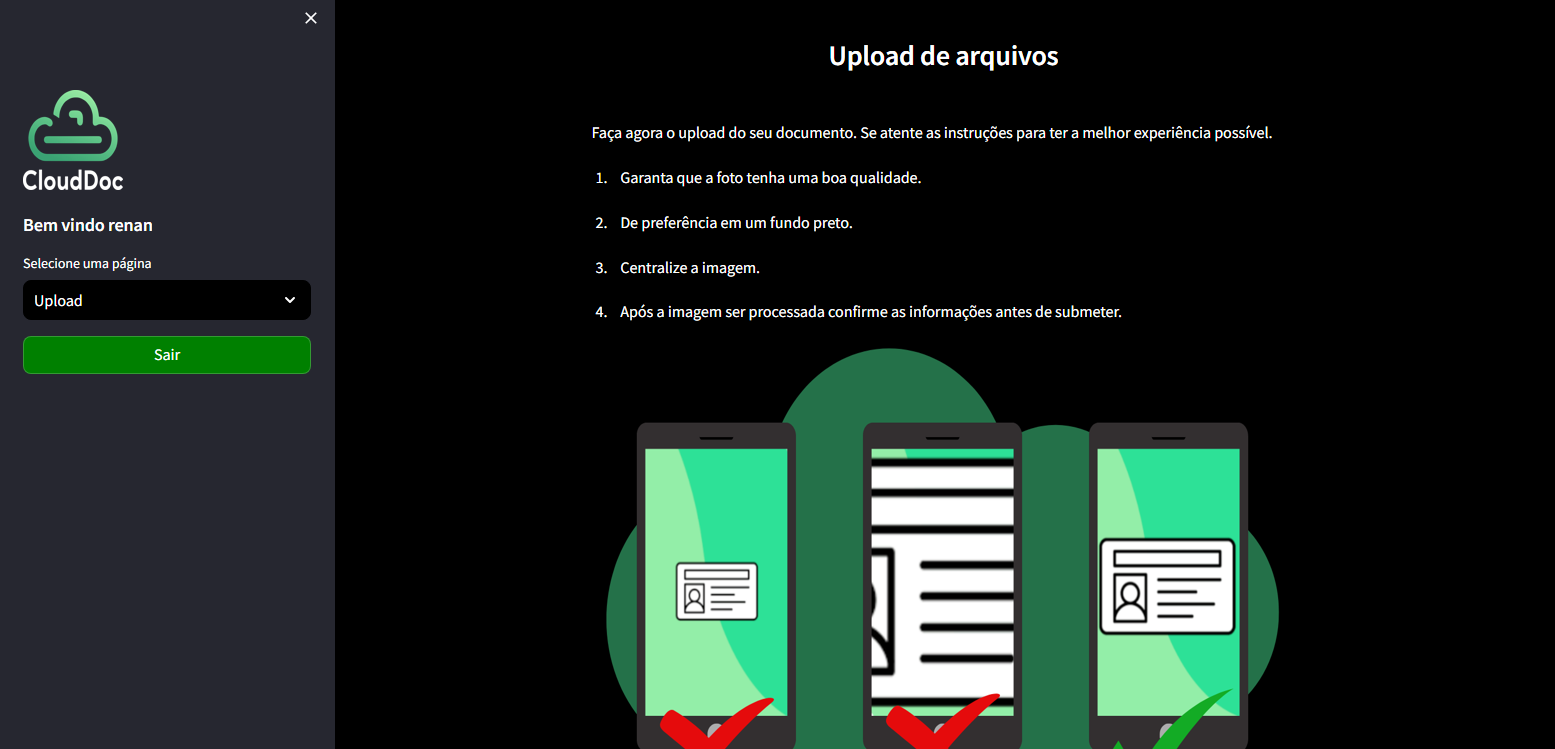 CloudDoc
Bem vindo renan
Selecione uma página
Upload
Sair
Upload de arquivos
Faça agora o upload do seu documento. Se atente as instruções para ter a melhor experiência possível.
1. Garanta que a foto tenha uma boa qualidade.
2. De preferência em um fundo preto.
3. Centralize a imagem.
4. Após a imagem ser processada confirme as informações antes de submeter.